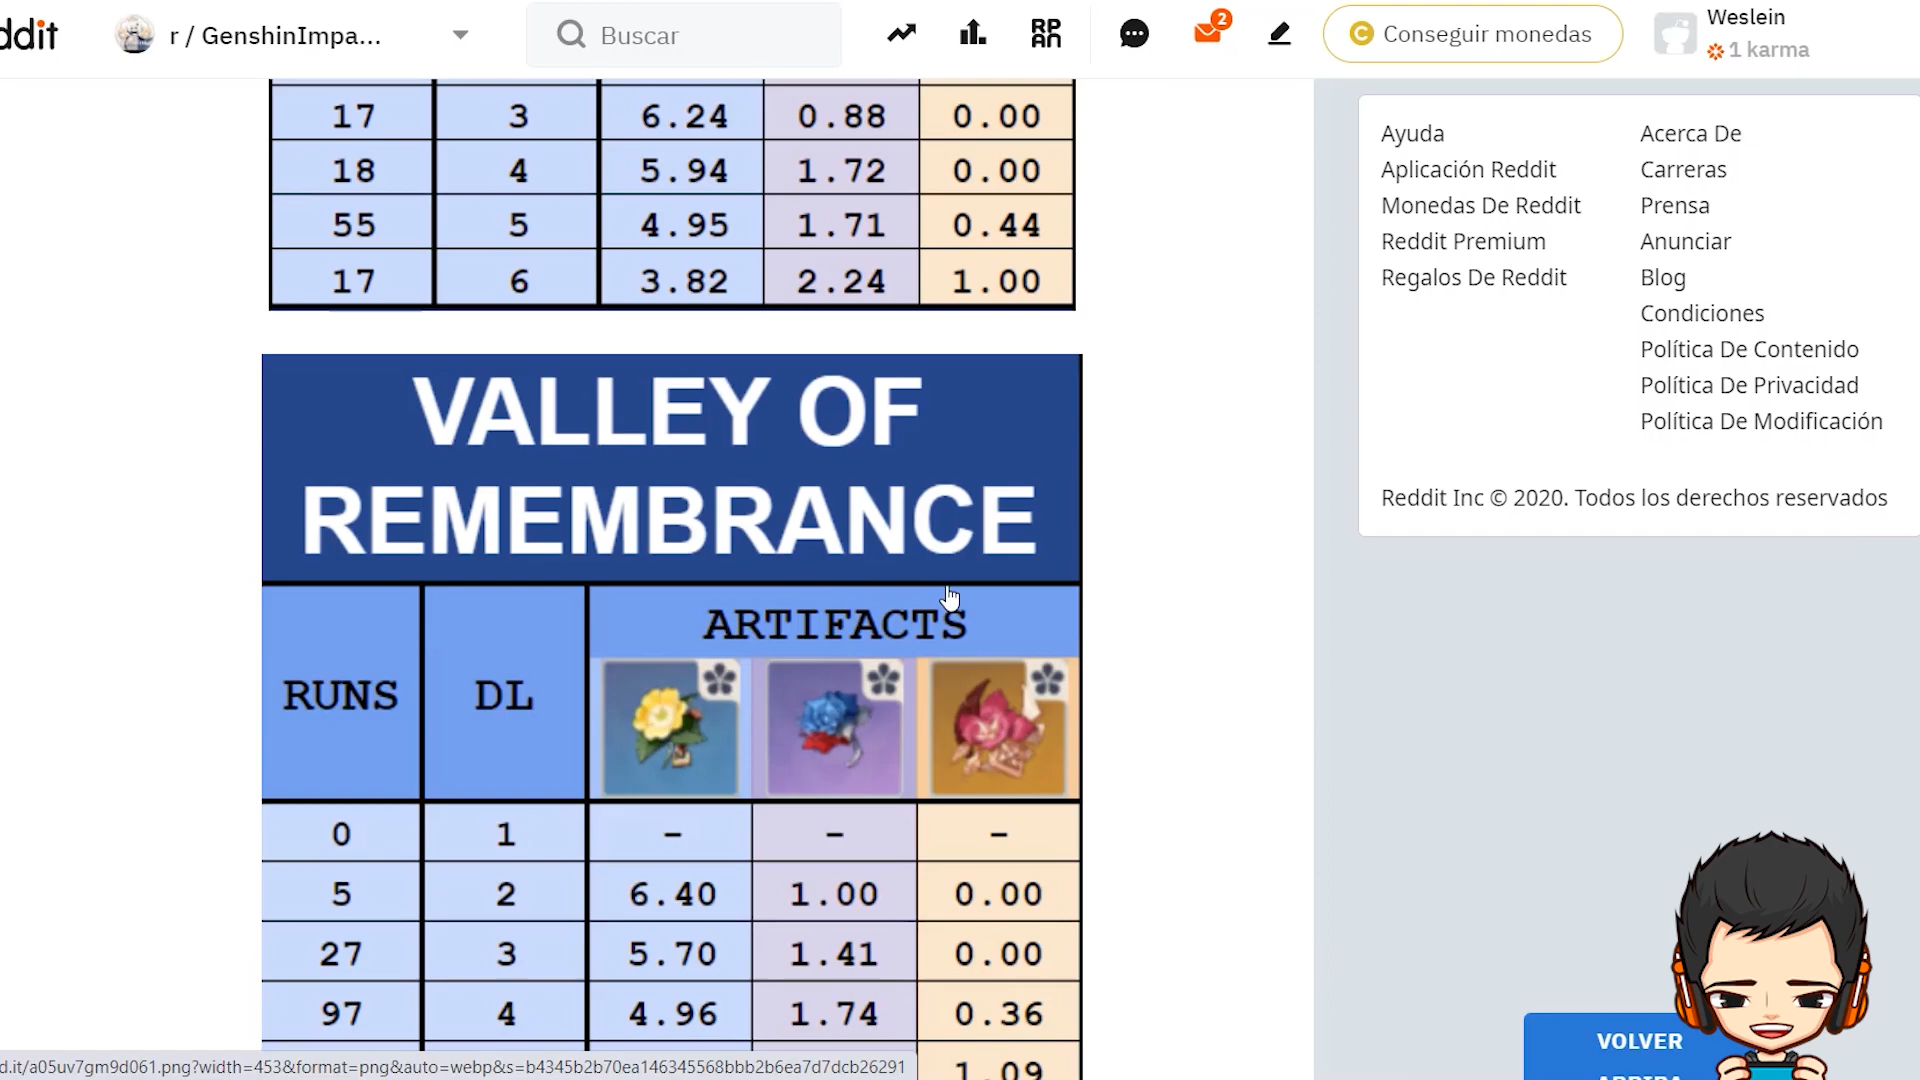 ddit r / GenshinImpa... Buscar RPAN 2 Conseguir monedas Weslein
1 karma
17 3 6.24 0.88 0.00
18 4 5.94 1.72 0.00
55 5 4.95 1.71 0.44
17 6 3.82 2.24 1.00
VALLEY OF
REMEMBRANCE
RUNS DL ARTIFACTS
0 1 - - -
5 2 6.40 1.00 0.00
27 3 5.70 1.41 0.00
97 4 4.96 1.74 0.36
1.09
Ayuda Acerca De
Aplicación Reddit Carreras
Monedas De Reddit Prensa
Reddit Premium Anunciar
Regalos De Reddit Blog
Condiciones
Política De Contenido
Política De Privacidad
Política De Modificación
Reddit Inc © 2020. Todos los derechos reservados
VOLVER
ARRIBA
d.it/a05uv7gm9d061.png?width=453&format=png&auto=webp&s=b4345b2b70ea146345568bbb2b6ea7d7dcb26291